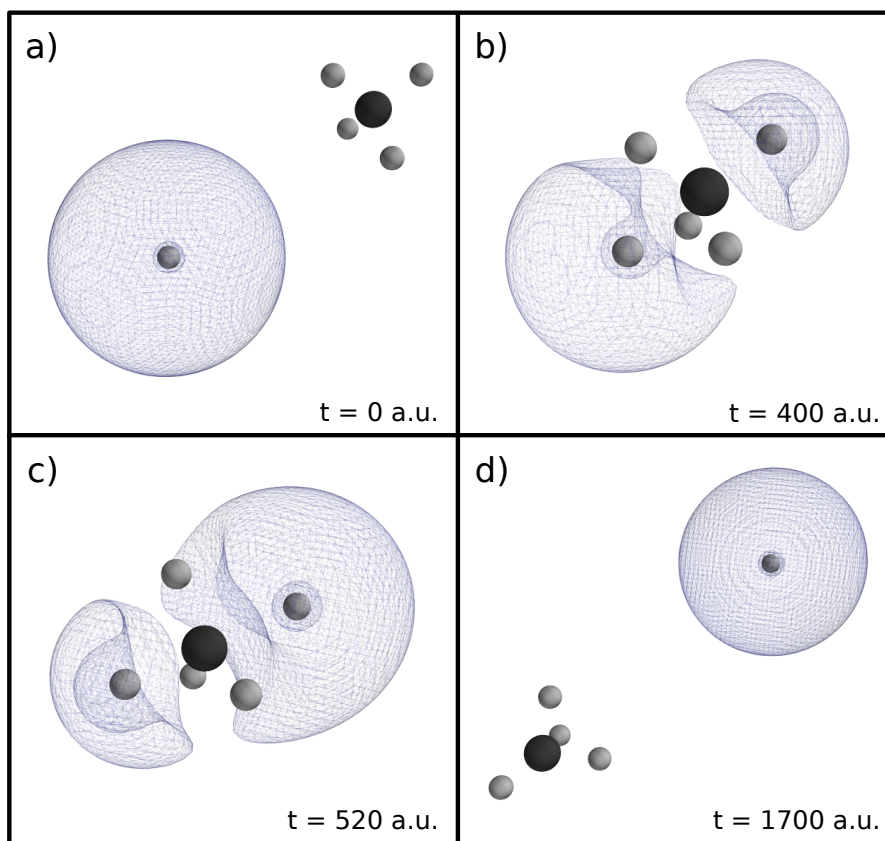 a)
t = 0 a.u.
b)
t = 400 a.u.
c)
t = 520 a.u.
d)
t = 1700 a.u.